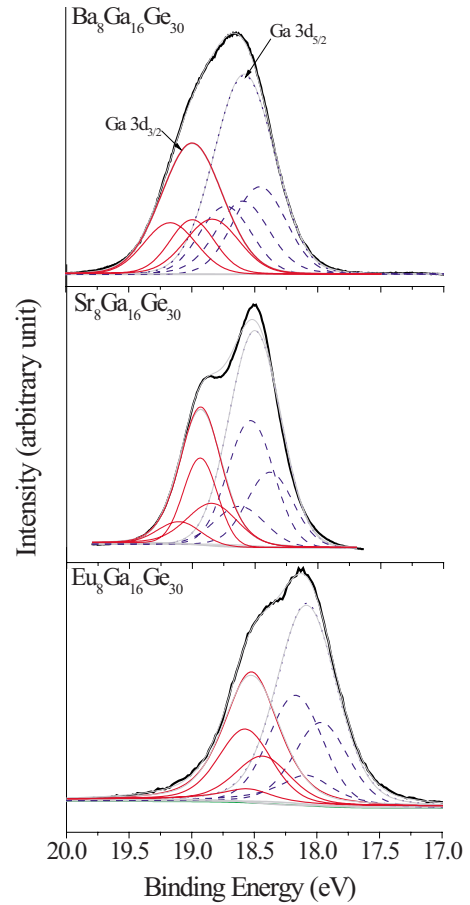 Ba₈Ga₁₆Ge₃₀
Ga 3d₅/₂
Ga 3d₃/₂
Sr₈Ga₁₆Ge₃₀
Eu₈Ga₁₆Ge₃₀
Intensity (arbitrary unit)
20.0 19.5 19.0 18.5 18.0 17.5 17.0
Binding Energy (eV)